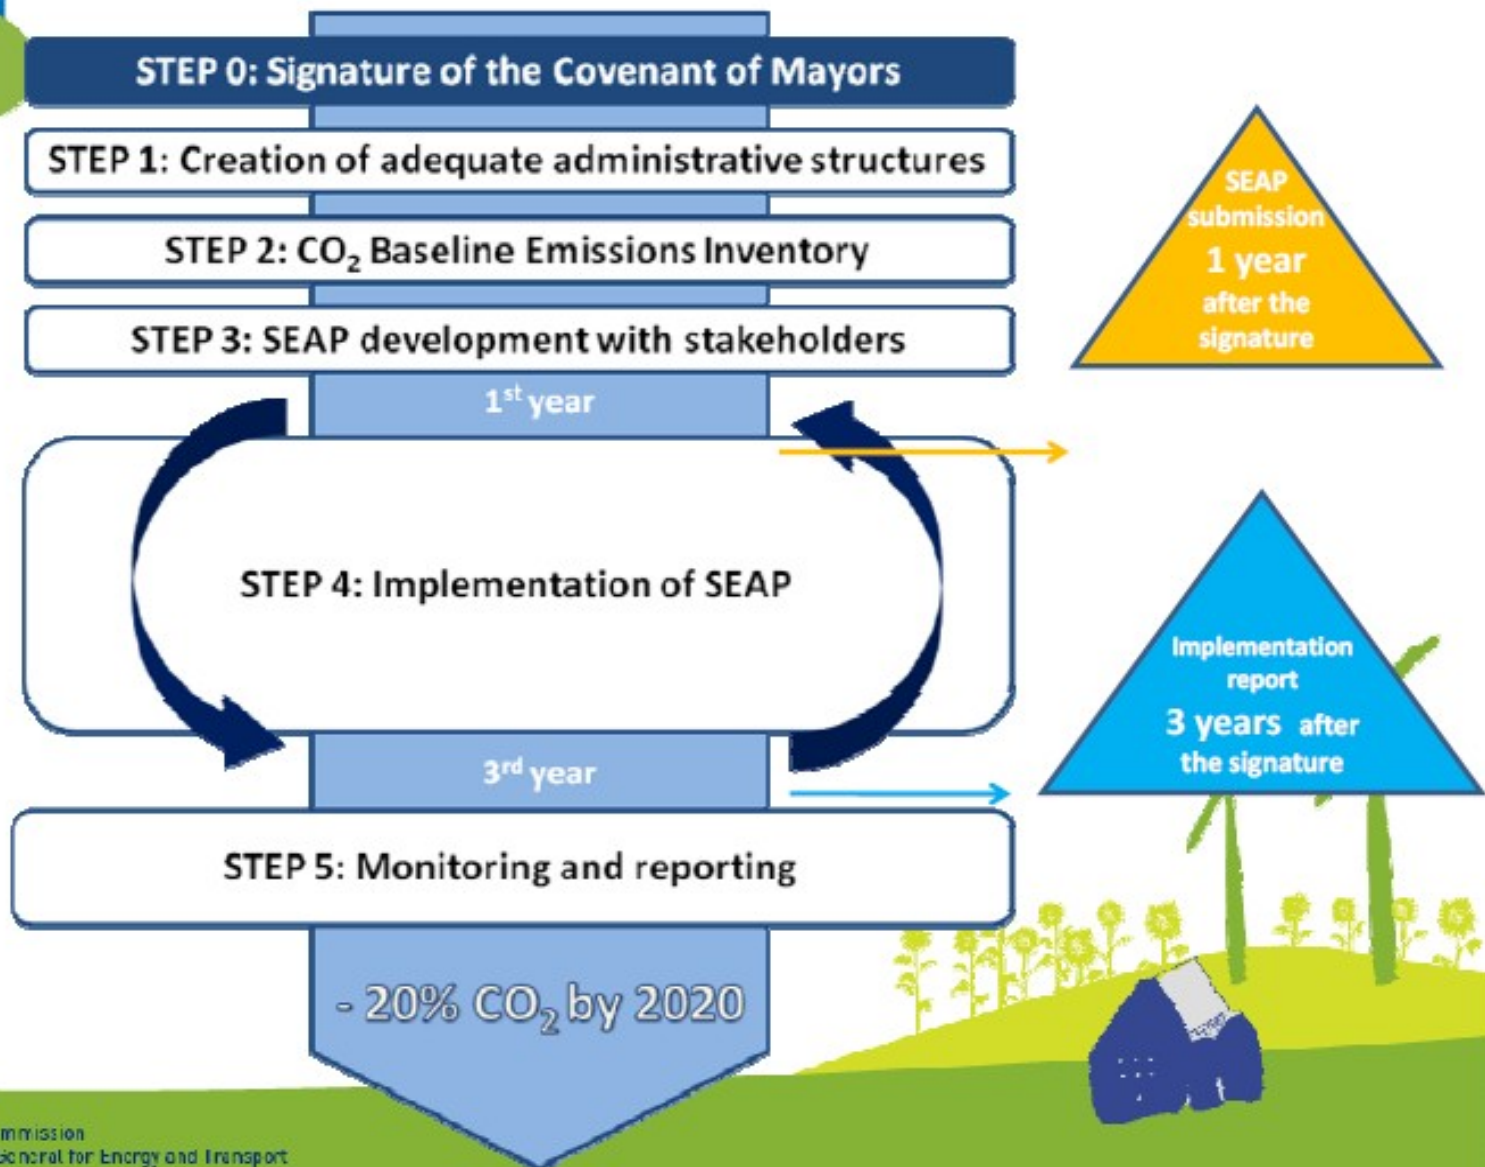 STEP 0: Signature of the Covenant of Mayors
STEP 1: Creation of adequate administrative structures
STEP 2: CO₂ Baseline Emissions Inventory
STEP 3: SEAP development with stakeholders
1st year
SEAP
submission
1 year
after the
signature
STEP 4: Implementation of SEAP
Implementation
report
3 years after
the signature
3rd year
STEP 5: Monitoring and reporting
- 20% CO₂ by 2020
mmission
General for Energy and Transport